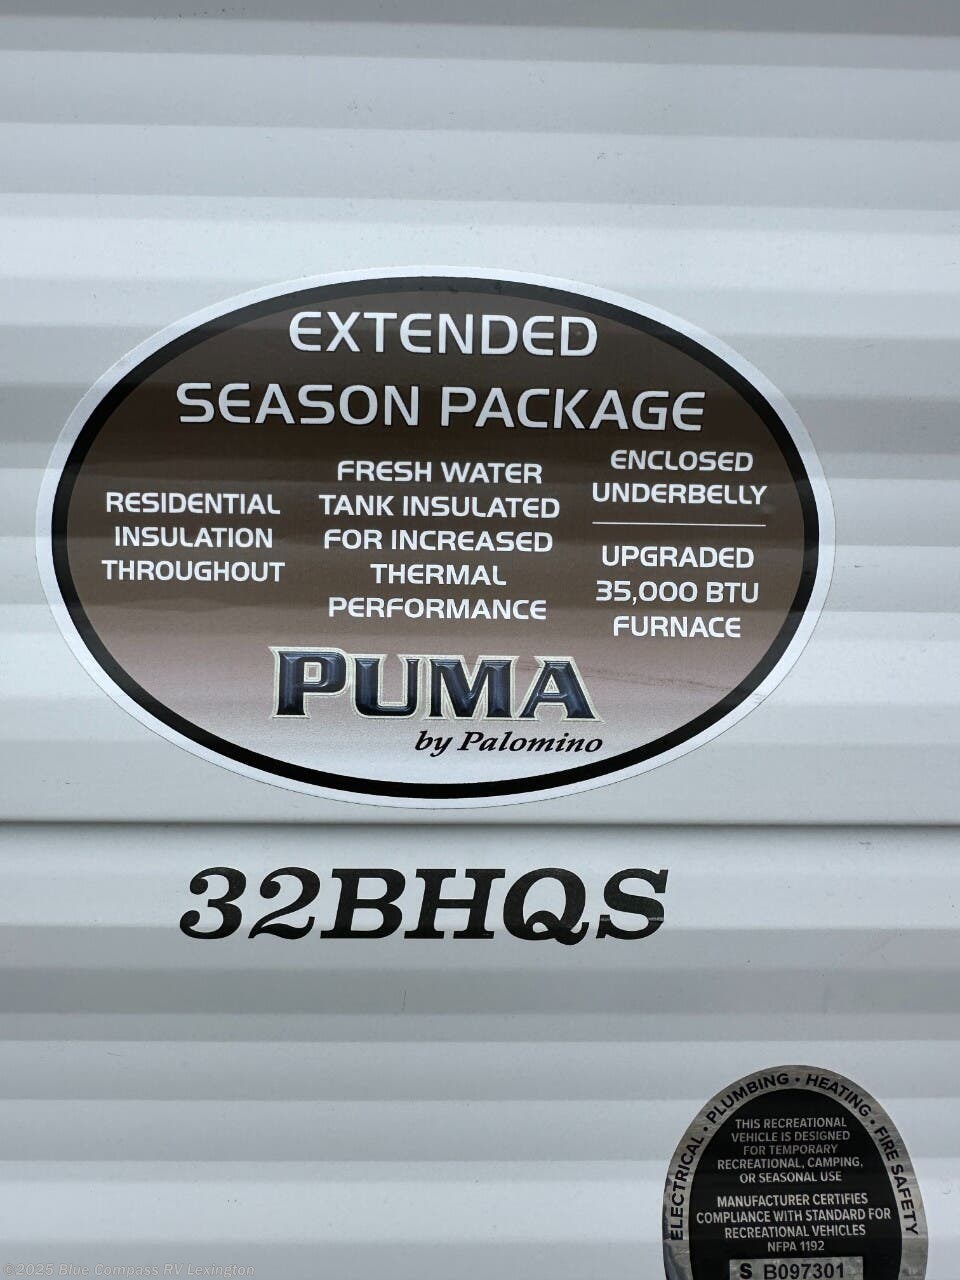 EXTENDED
SEASON PACKAGE
RESIDENTIAL
INSULATION
THROUGHOUT
FRESH WATER
TANK INSULATED
FOR INCREASED
THERMAL
PERFORMANCE
ENCLOSED
UNDERBELLY
UPGRADED
35,000 BTU
FURNACE
PUMA
by Palomino
32BHQS
ELECTRICAL • PLUMBING • HEATING • FIRE SAFETY
THIS RECREATIONAL
VEHICLE IS DESIGNED
FOR TEMPORARY
RECREATIONAL, CAMPING,
OR SEASONAL USE
MANUFACTURER CERTIFIES
COMPLIANCE WITH STANDARD FOR
RECREATIONAL VEHICLES
NFPA 1192
S B097301
©2025 Blue Compass RV Lexington